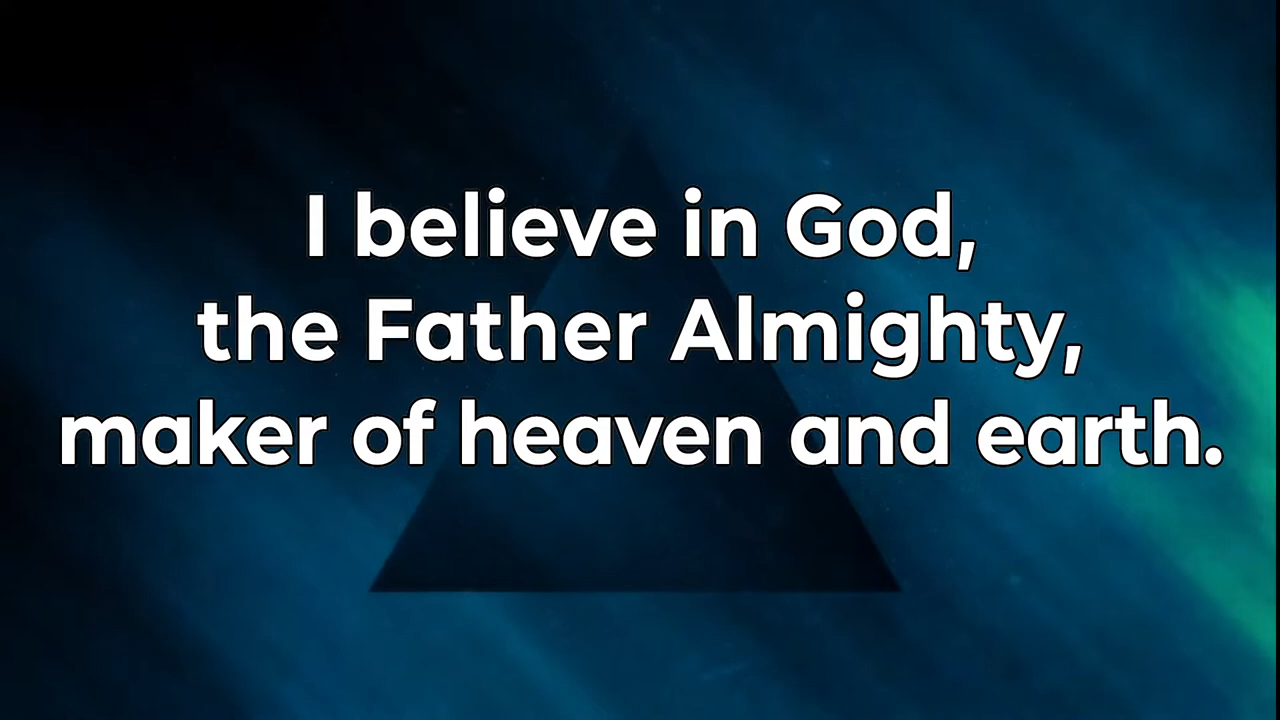 I believe in God,
the Father Almighty,
maker of heaven and earth.